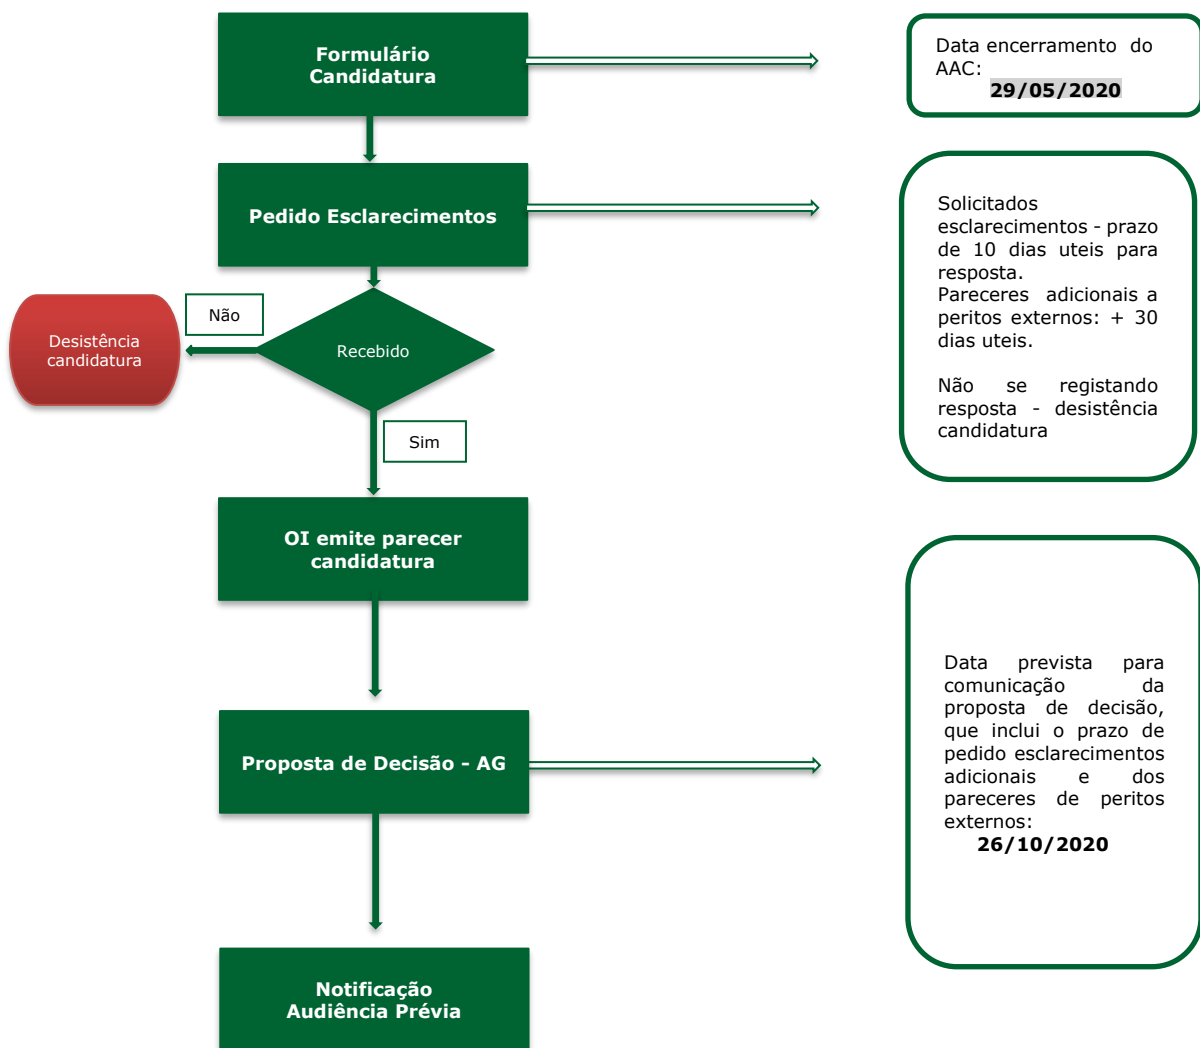 Formulário
Candidatura
Data encerramento do
AAC:
29/05/2020
Pedido Esclarecimentos
Solicitados
esclarecimentos - prazo
de 10 dias uteis para
resposta.
Pareceres adicionais a
peritos externos: + 30
dias uteis.
Não se registando
resposta - desistência
candidatura
Não
Desistência
candidatura
Recebido
Sim
OI emite parecer
candidatura
Proposta de Decisão - AG
Data prevista para
comunicação da
proposta de decisão,
que inclui o prazo de
pedido esclarecimentos
adicionais e dos
pareceres de peritos
externos:
26/10/2020
Notificação
Audiência Prévia